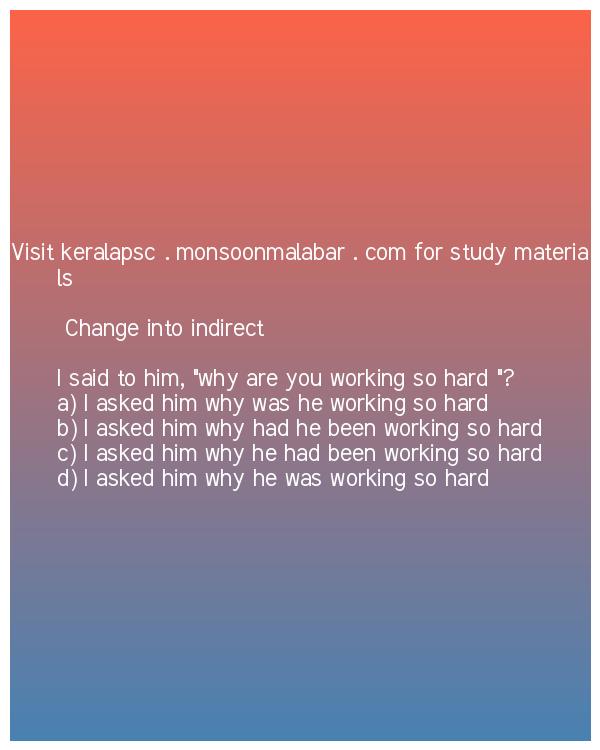 Visit keralapsc . monsoonmalabar . com for study materia
ls
Change into indirect
I said to him, "why are you working so hard "?
a) I asked him why was he working so hard
b) I asked him why had he been working so hard
c) I asked him why he had been working so hard
d) I asked him why he was working so hard